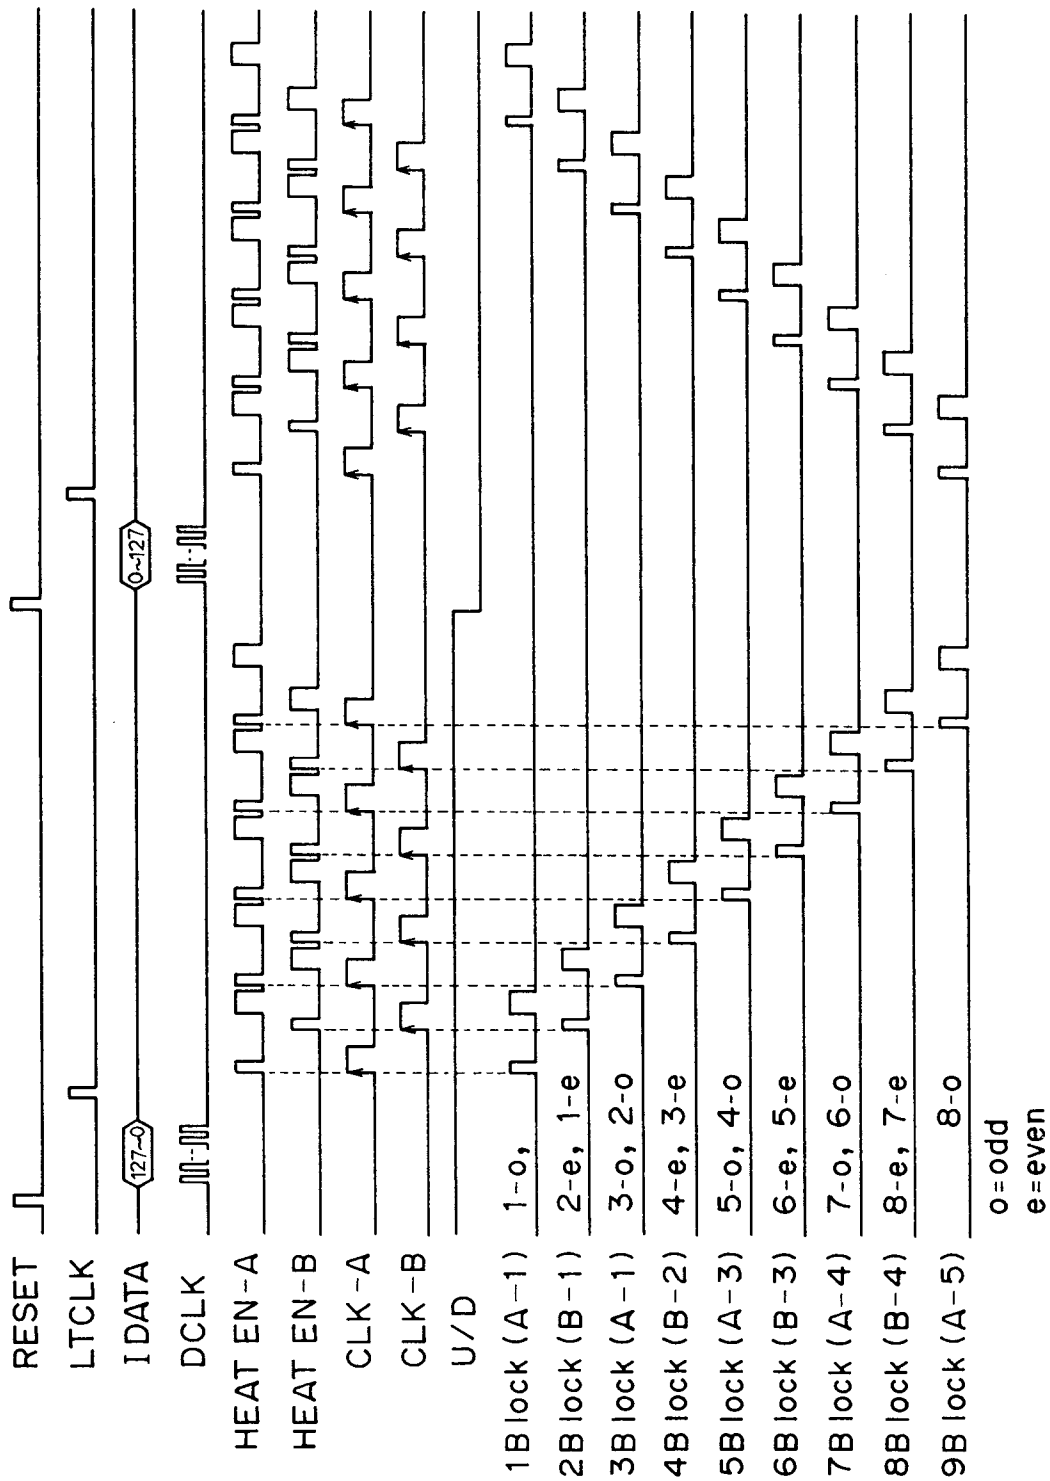 RESET
LTCLK
IDATA
127~0
0~127
DCLK
HEAT EN-A
HEAT EN-B
CLK-A
CLK-B
U/D
1Block(A-1) 1-o,
2Block(B-1) 2-e, 1-e
3Block(A-1) 3-o, 2-o
4Block(B-2) 4-e, 3-e
5Block(A-3) 5-o, 4-o
6Block(B-3) 6-e, 5-e
7Block(A-4) 7-o, 6-o
8Block(B-4) 8-e, 7-e
9Block(A-5) 8-o
o=odd
e=even